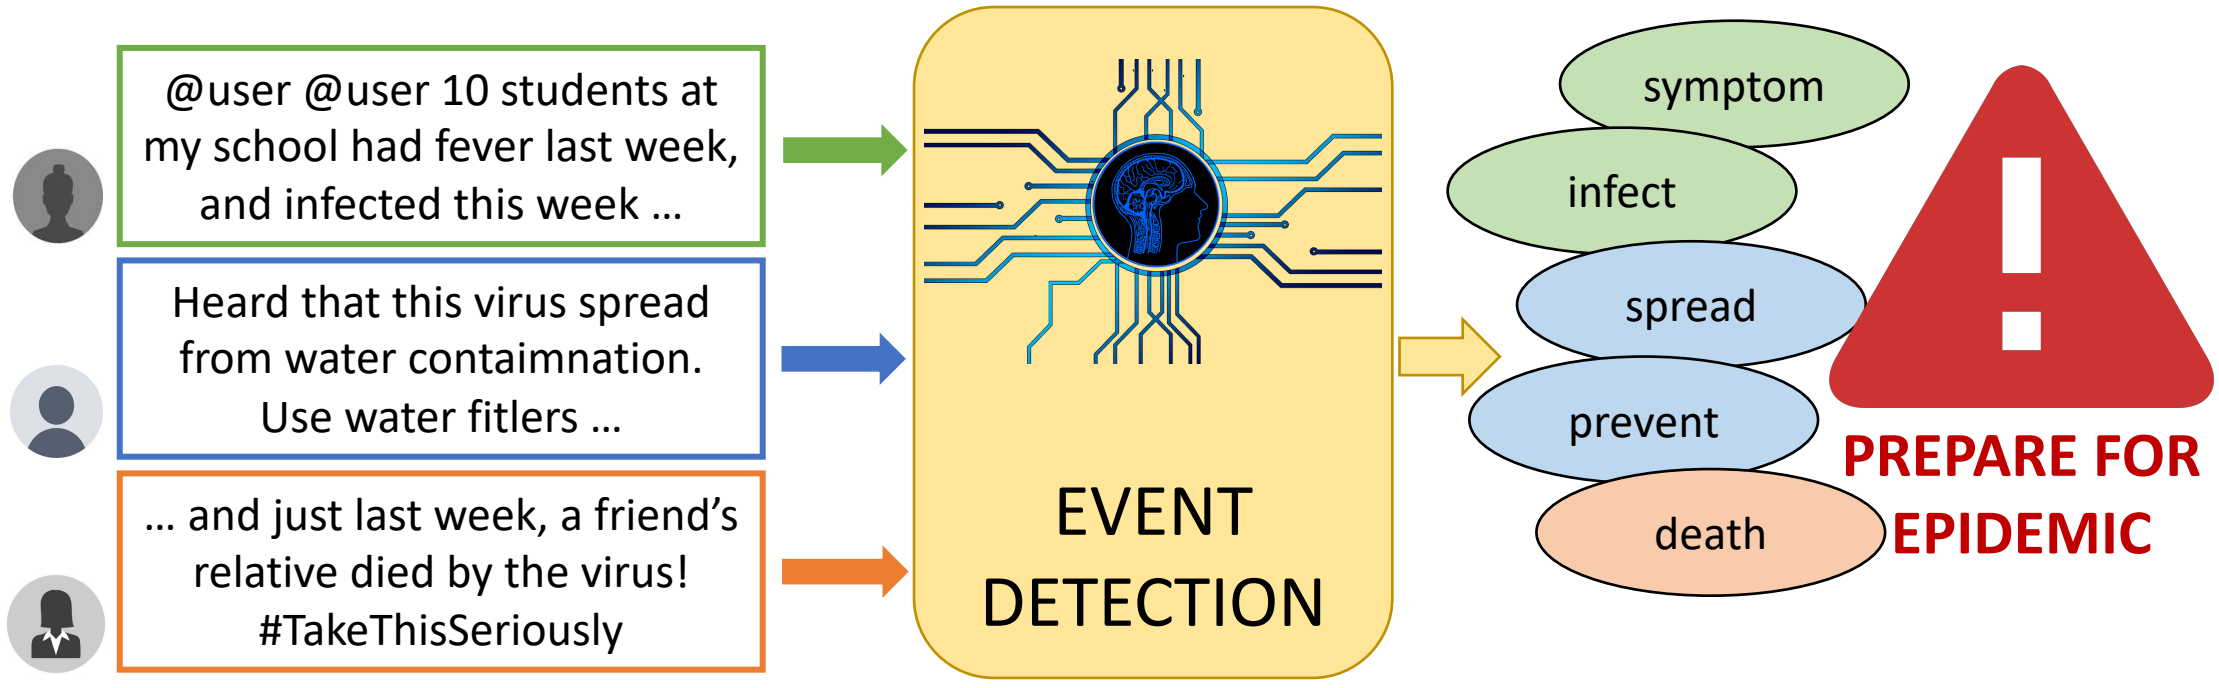 @user @user 10 students at
my school had fever last week,
and infected this week ...
Heard that this virus spread
from water contaimnation.
Use water fitlers ...
... and just last week, a friend's
relative died by the virus!
#TakeThisSeriously
EVENT
DETECTION
symptom
infect
spread
prevent
death
PREPARE FOR
EPIDEMIC